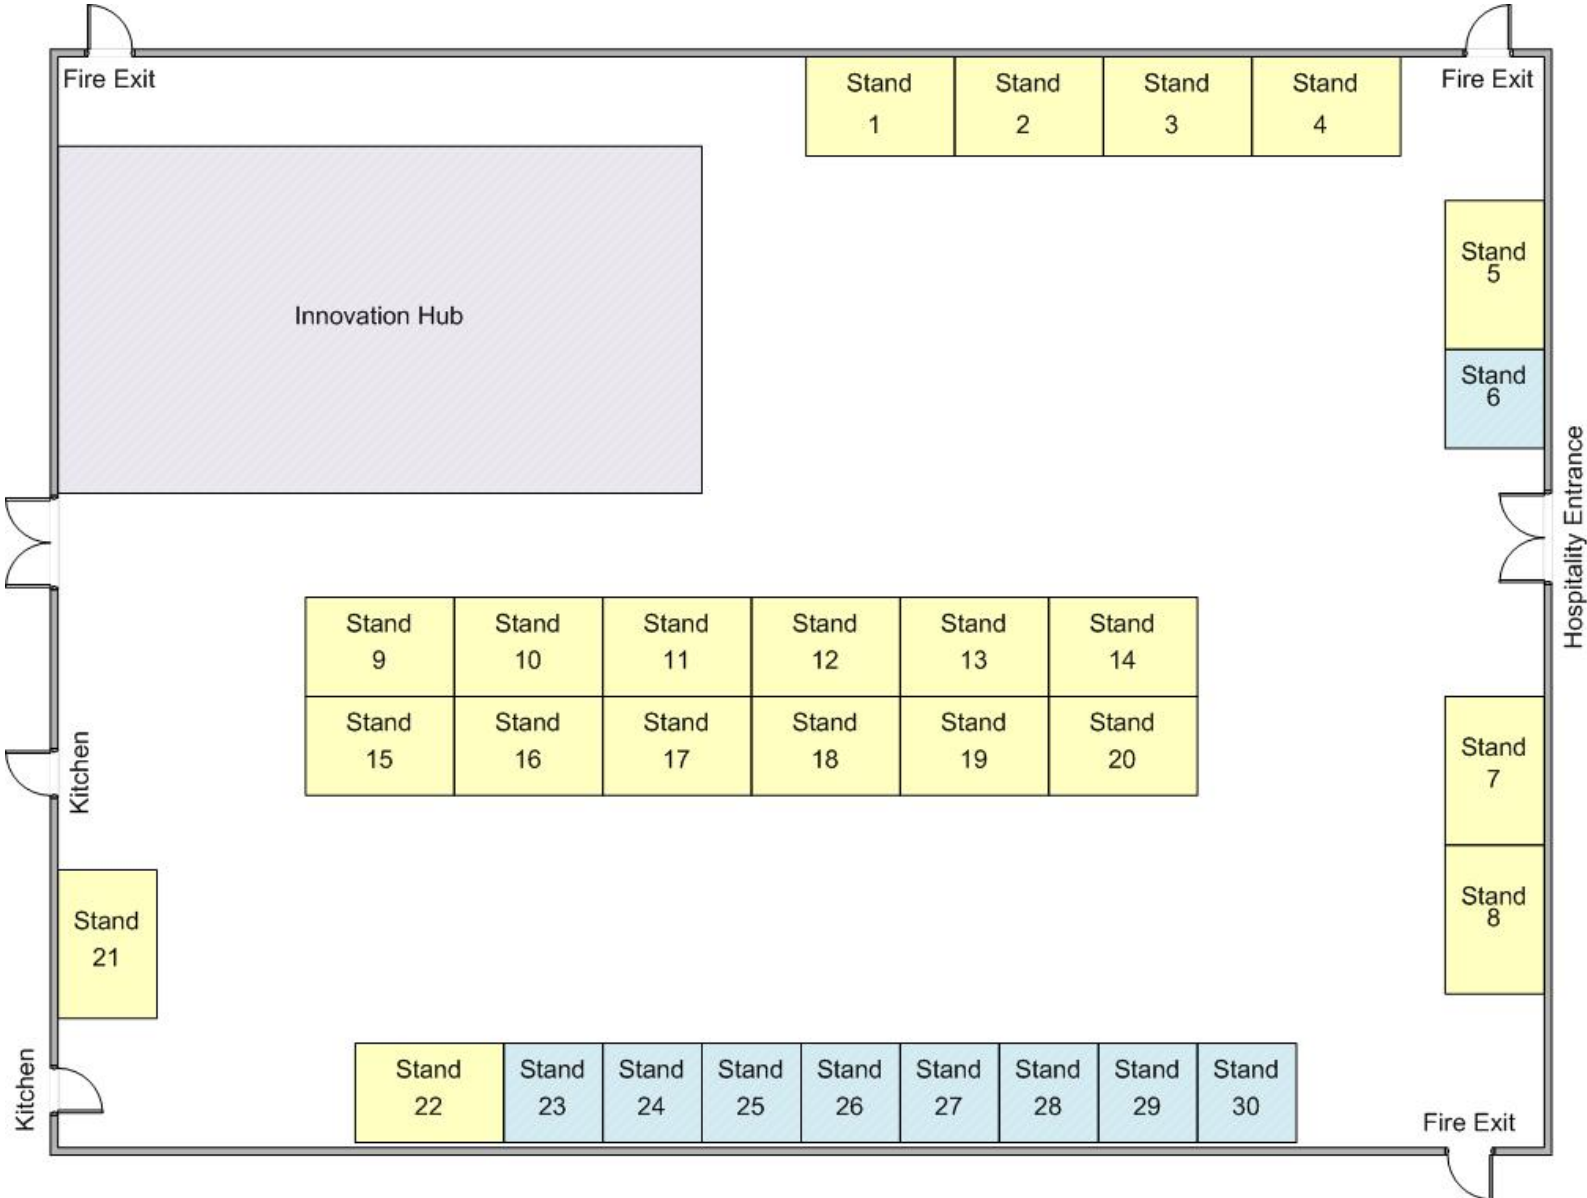 Fire Exit
Fire Exit
Stand
1
Stand
2
Stand
3
Stand
4
Stand
5
Innovation Hub
Stand
6
Hospitality Entrance
Stand
9
Stand
10
Stand
11
Stand
12
Stand
13
Stand
14
Stand
15
Stand
16
Stand
17
Stand
18
Stand
19
Stand
20
Kitchen
Stand
7
Stand
8
Stand
21
Kitchen
Stand
22
Stand
23
Stand
24
Stand
25
Stand
26
Stand
27
Stand
28
Stand
29
Stand
30
Fire Exit